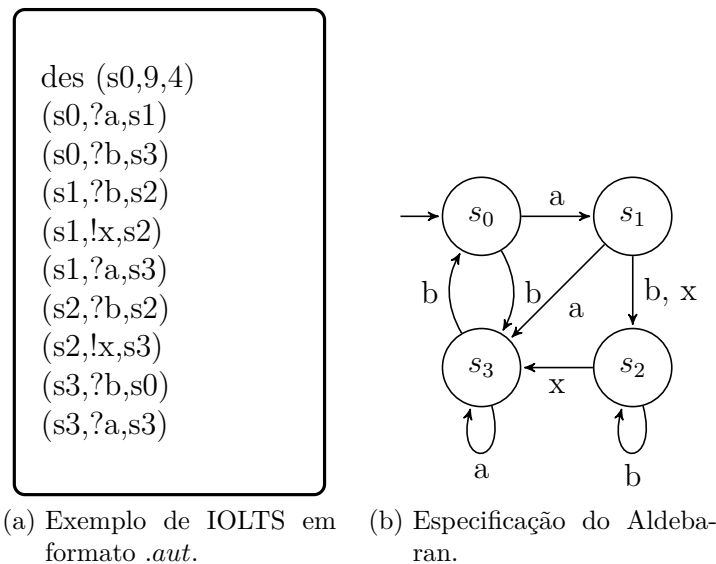 des (s0,9,4)
(s0,?a,s1)
(s0,?b,s3)
(s1,?b,s2)
(s1,!x,s2)
(s1,?a,s3)
(s2,?b,s2)
(s2,!x,s3)
(s3,?b,s0)
(s3,?a,s3)
(a) Exemplo de IOLTS em
formato .aut.
a
s0
s1
b
b
a
b, x
s3
s2
x
a
b
(b) Especificação do Aldeba-
ran.